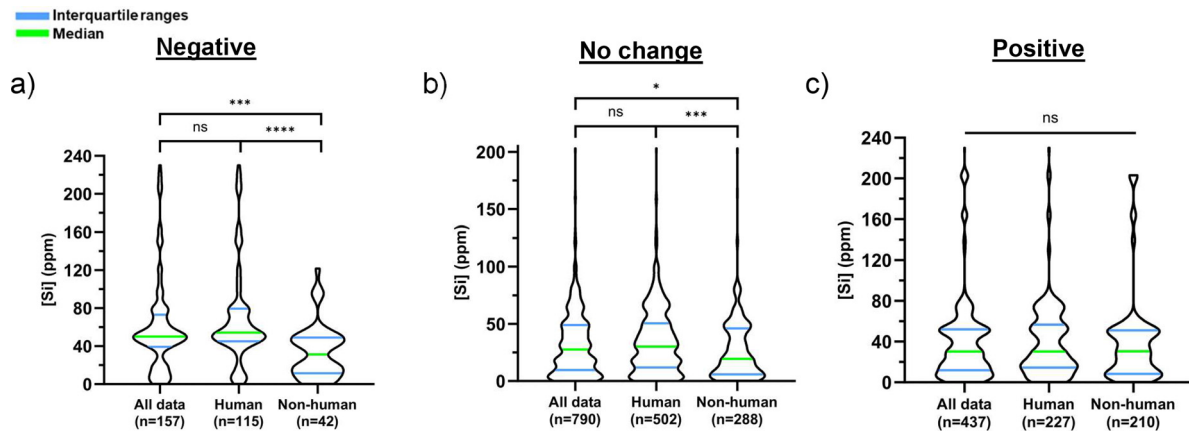 Interquartile ranges
Median
Negative
No change
Positive
a)
b)
c)
***
ns
****
*
ns
***
ns
[Si] (ppm)
240
200
160
120
80
40
0
All data
(n=157)
Human
(n=115)
Non-human
(n=42)
[Si] (ppm)
200
150
100
50
0
All data
(n=790)
Human
(n=502)
Non-human
(n=288)
[Si] (ppm)
240
200
160
120
80
40
0
All data
(n=437)
Human
(n=227)
Non-human
(n=210)